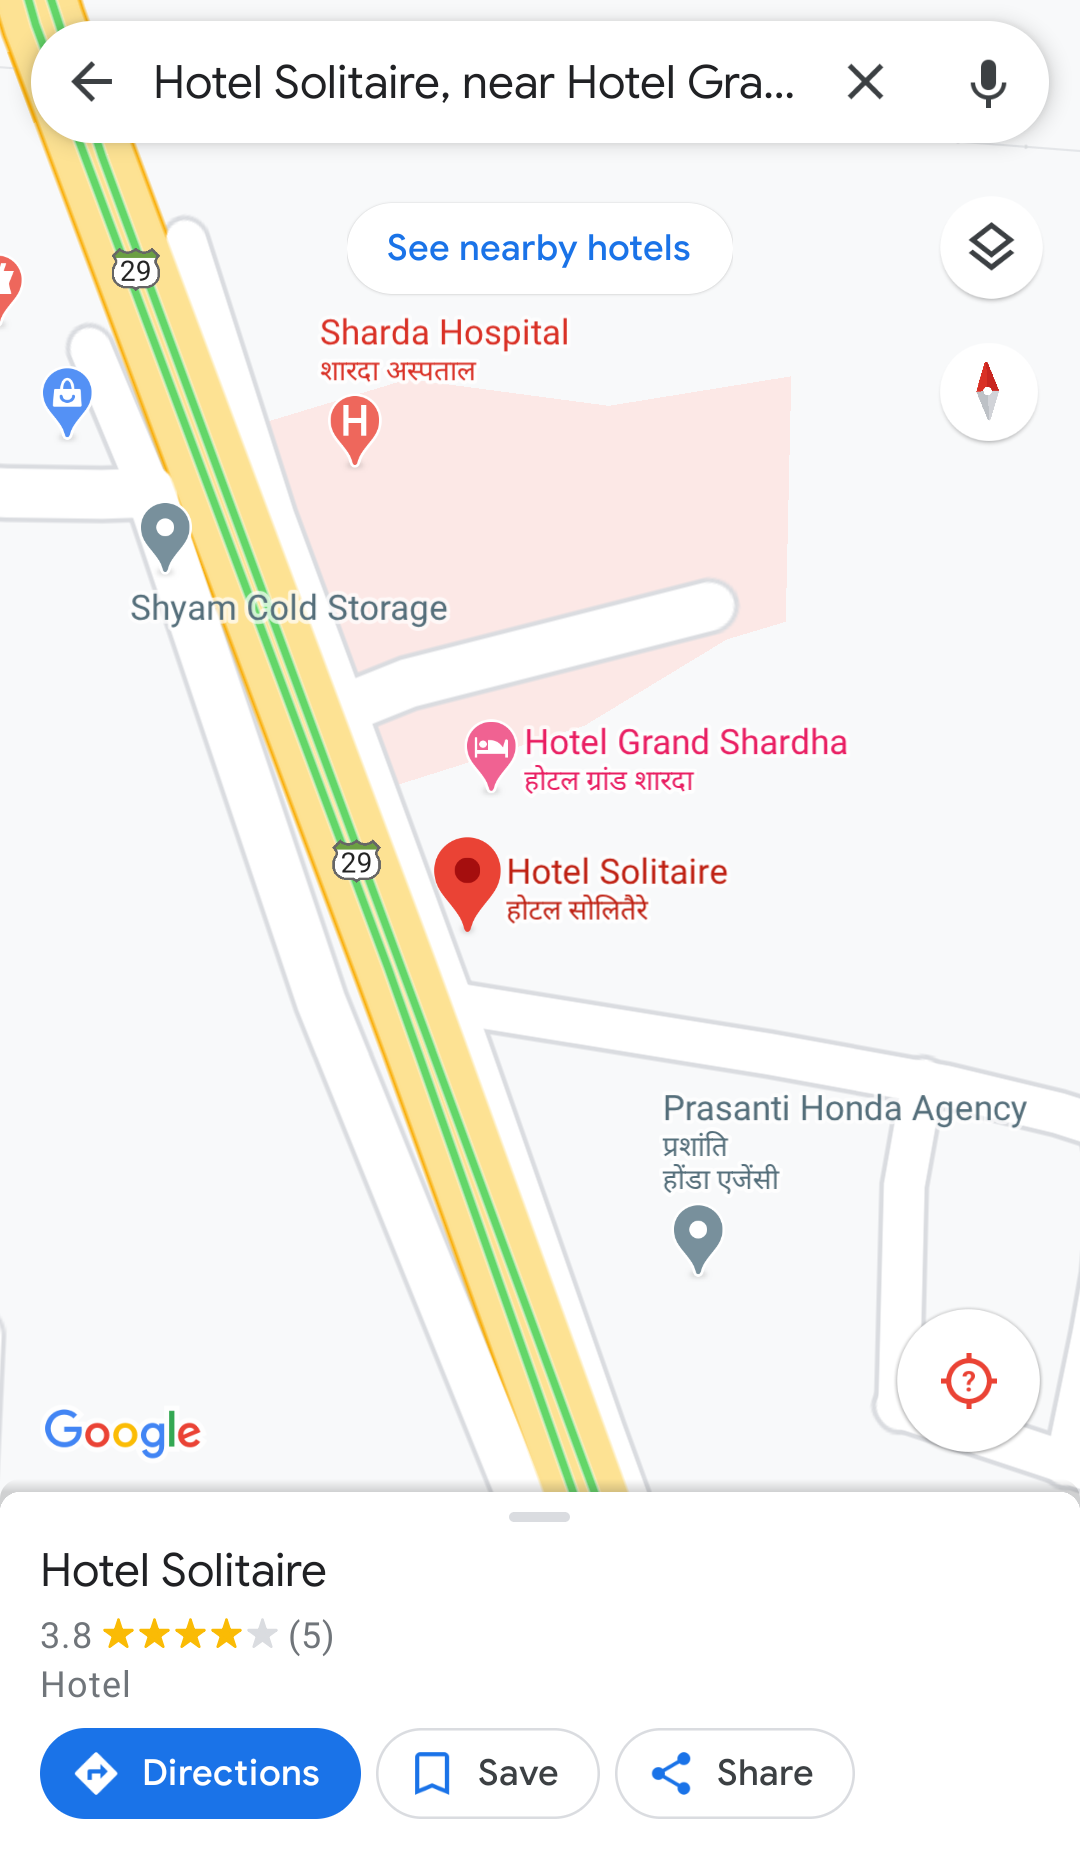 Hotel Solitaire, near Hotel Gra...
See nearby hotels
29
Sharda Hospital
शारदा अस्पताल
H
Shyam Cold Storage
Hotel Grand Shardha
होटल ग्रांड शारदा
29
Hotel Solitaire
होटल सोलितैरे
Prasanti Honda Agency
प्रशांति
होंडा एजेंसी
?
Google
Hotel Solitaire
3.8 (5)
Hotel
Directions
Save
Share